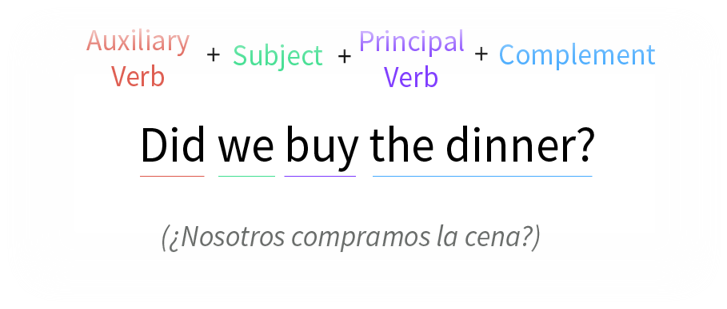 Auxiliary Verb + Subject + Principal Verb + Complement
Did we buy the dinner?
(¿Nosotros compramos la cena?)